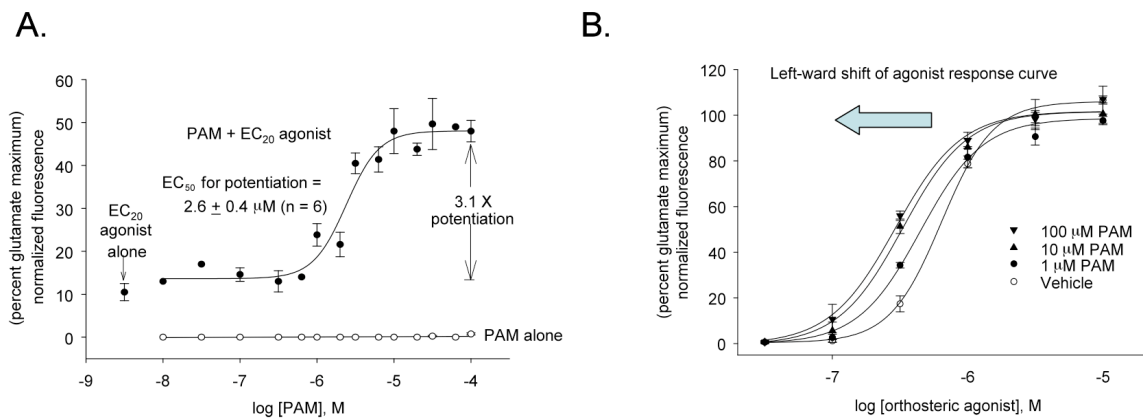 A.
(percent glutamate maximum)
normalized fluorescence
60
50
40
30
20
10
0
PAM + EC20 agonist
EC50 for potentiation =
2.6 ± 0.4 μM (n = 6)
EC20
agonist
alone
3.1 X
potentiation
PAM alone
-9
-8
-7
-6
-5
-4
log [PAM], M
B.
(percent glutamate maximum)
normalized fluorescence
120
100
80
60
40
20
0
Left-ward shift of agonist response curve
100 μM PAM
10 μM PAM
1 μM PAM
Vehicle
-7
-6
-5
log [orthosteric agonist], M